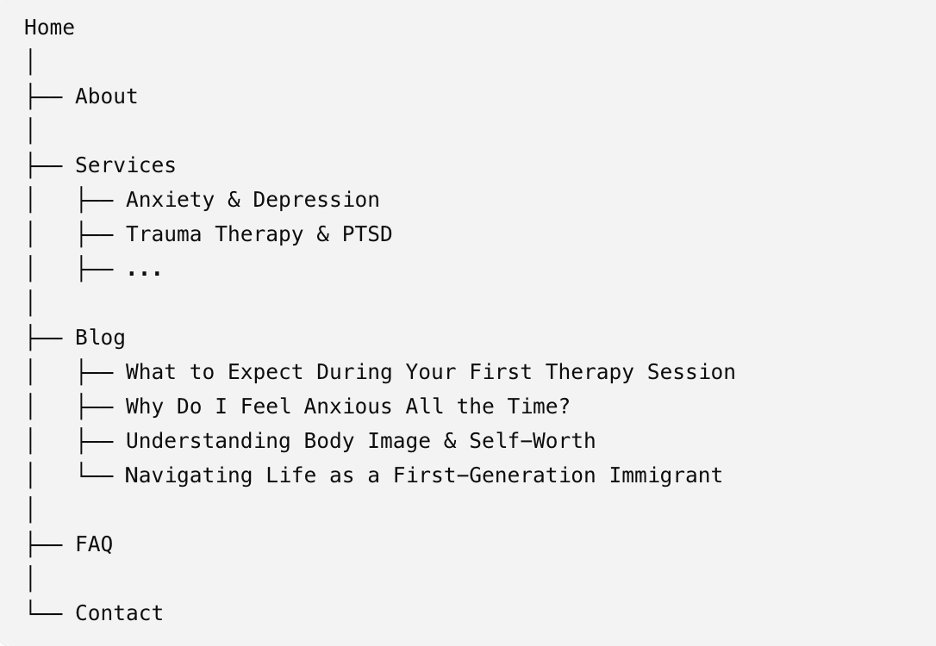 Home
│
├── About
│
├── Services
│   ├── Anxiety & Depression
│   ├── Trauma Therapy & PTSD
│   ├── ...
│
├── Blog
│   ├── What to Expect During Your First Therapy Session
│   ├── Why Do I Feel Anxious All the Time?
│   ├── Understanding Body Image & Self-Worth
│   └── Navigating Life as a First-Generation Immigrant
│
├── FAQ
│
└── Contact